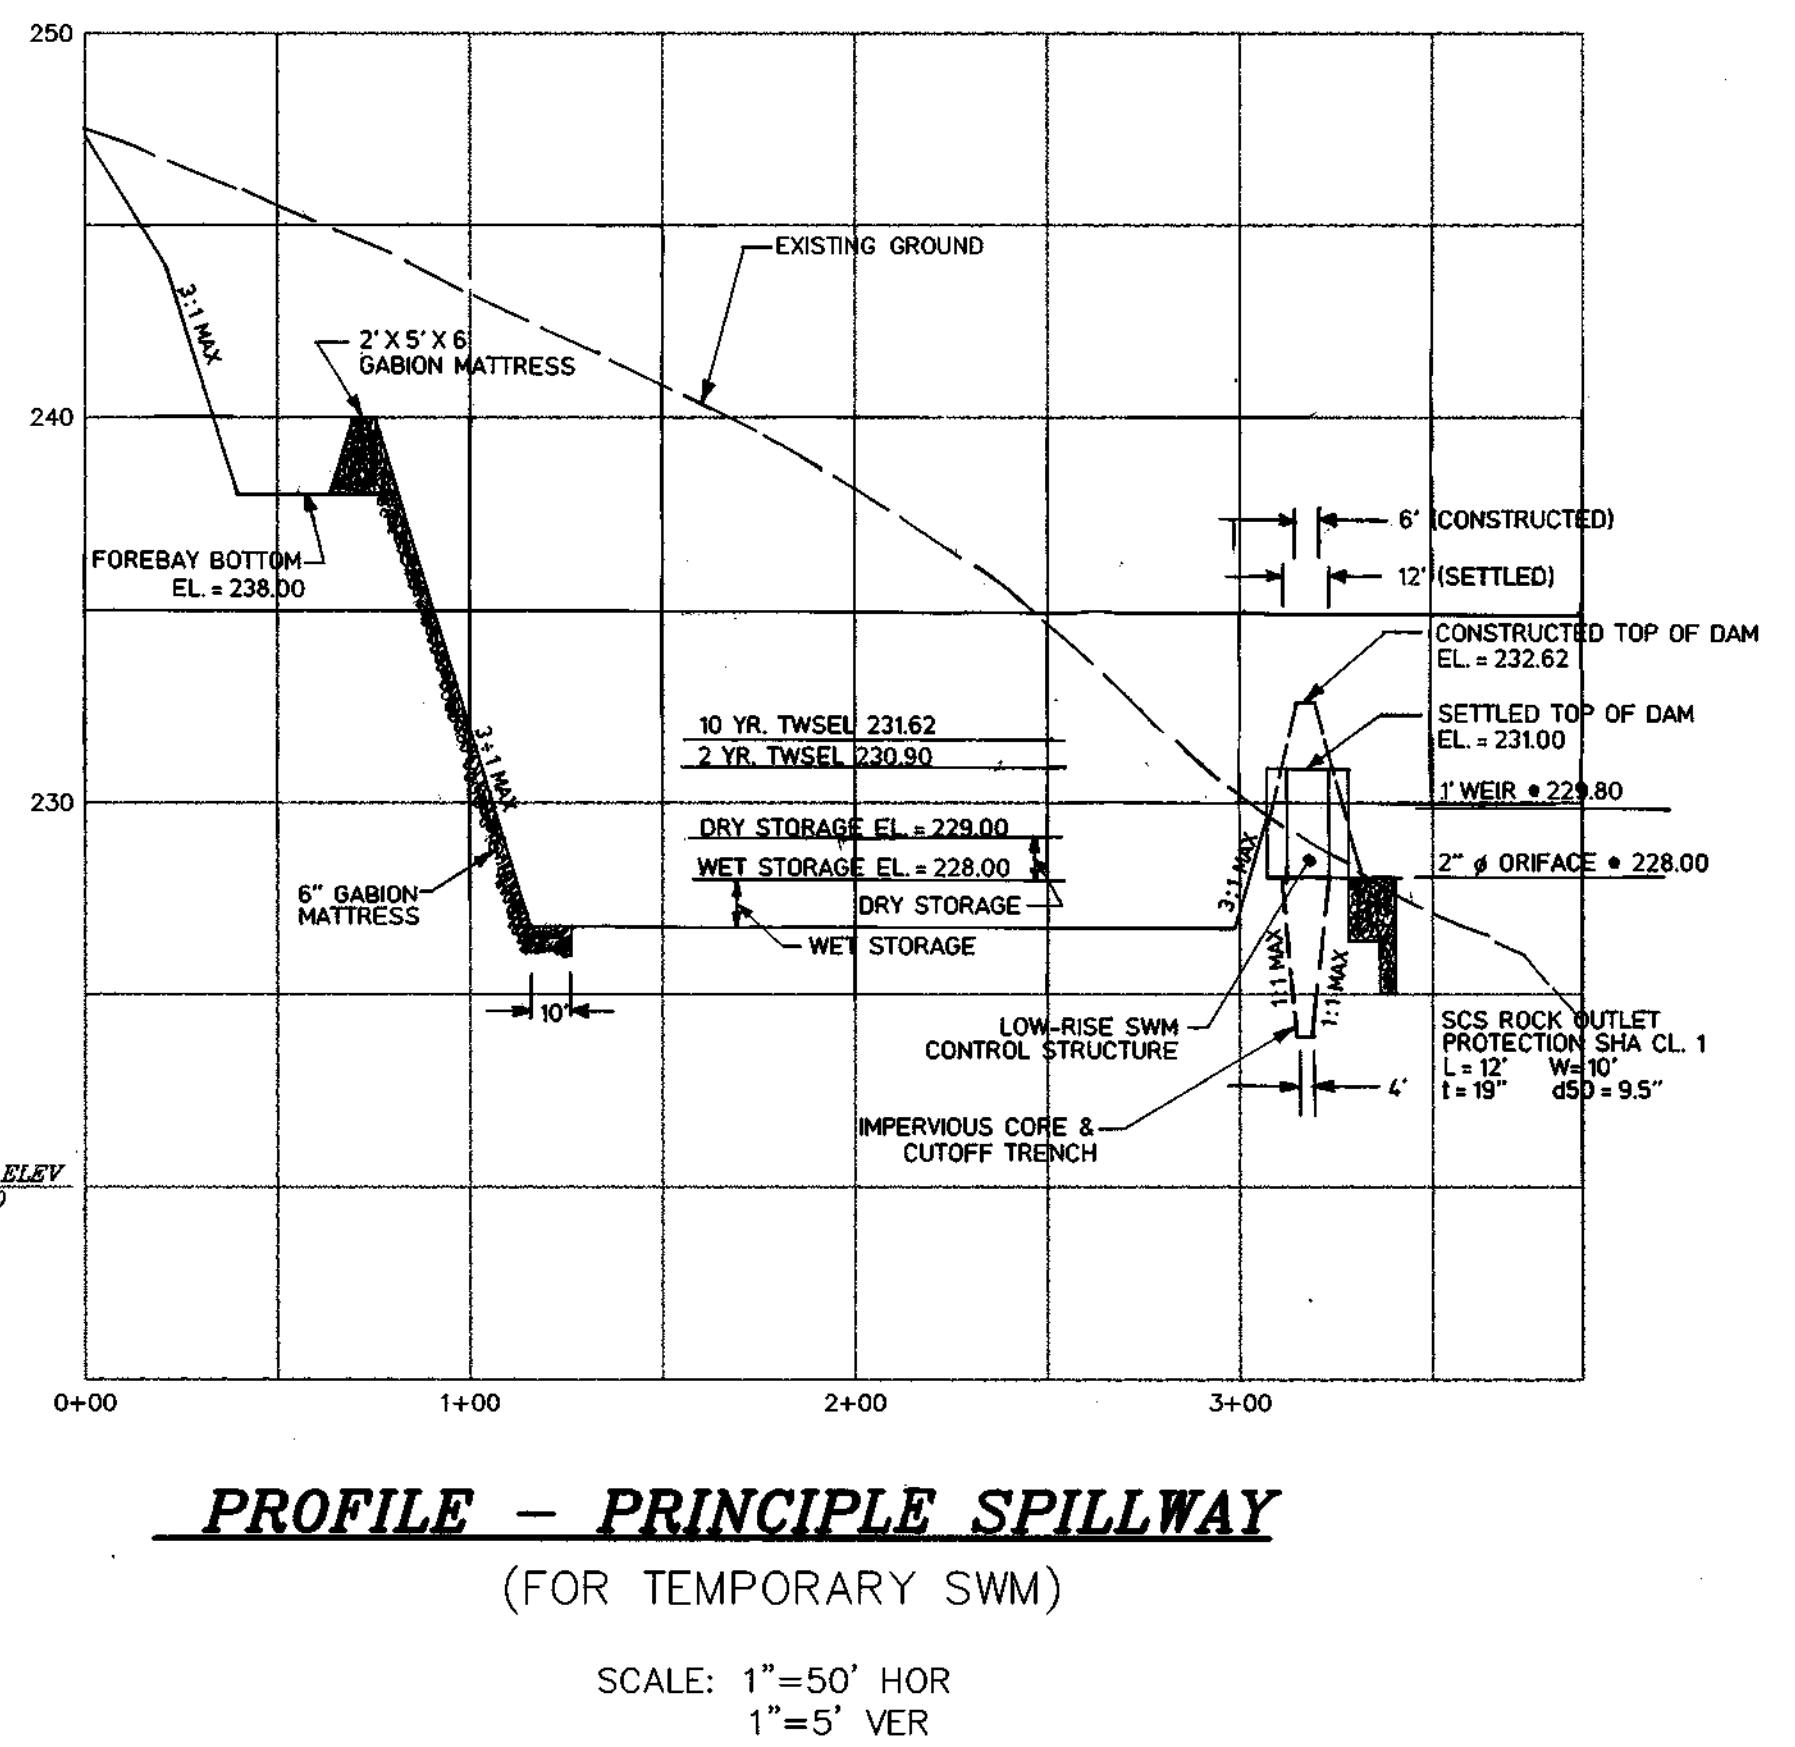 250
EXISTING GROUND
3:1 MAX
2' X 5' X 6'
GABION MATTRESS
240
6' (CONSTRUCTED)
FOREBAY BOTTOM
EL. = 238.00
12' (SETTLED)
CONSTRUCTED TOP OF DAM
EL. = 232.62
10 YR. TWSEL 231.62
SETTLED TOP OF DAM
EL. = 231.00
2 YR. TWSEL 230.90
3:1 MAX
230
1' WEIR • 229.80
DRY STORAGE EL. = 229.00
WET STORAGE EL. = 228.00
2" ϕ ORIFACE • 228.00
3:1 MAX
6" GABION
MATTRESS
DRY STORAGE
WET STORAGE
1:1 MAX
1:1 MAX
10'
LOW-RISE SWM
CONTROL STRUCTURE
SCS ROCK OUTLET
PROTECTION SHA CL. 1
L = 12' W= 10'
t = 19" d50 = 9.5"
4'
IMPERVIOUS CORE &
CUTOFF TRENCH
ELEV
0+00 1+00 2+00 3+00
PROFILE - PRINCIPLE SPILLWAY
(FOR TEMPORARY SWM)
SCALE: 1"=50' HOR
1"=5' VER